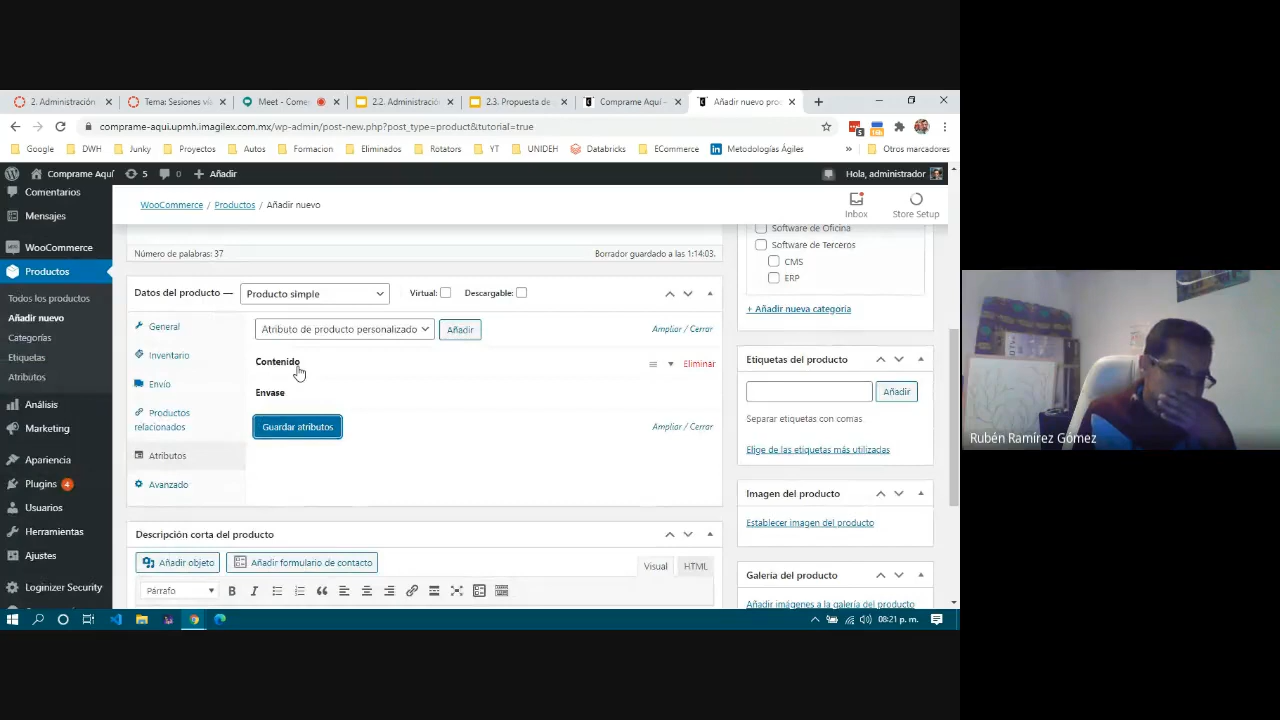 2. Administración
Tema: Sesiones vía
Meet - Come
2.2. Administració
2.3. Propuesta de
Comprame Aquí –
Añadir nuevo pro
comprame-aqui.upmh.imagilex.com.mx/wp-admin/post-new.php?post_type=product&tutorial=true
Google
DWH
Junky
Proyectos
Autos
Formacion
Eliminados
Rotators
YT
UNIDEH
Databricks
ECommerce
Metodologías Ágiles
»
Otros marcadores
Comprame Aquí
5
0
Añadir
Hola, administrador
Comentarios
Mensajes
WooCommerce
Productos
Todos los productos
Añadir nuevo
Categorías
Etiquetas
Atributos
Análisis
Marketing
Apariencia
Plugins 4
Usuarios
Herramientas
Ajustes
Loginizer Security
WooCommerce / Productos / Añadir nuevo
Inbox
Store Setup
Número de palabras: 37
Borrador guardado a las 1:14:03.
Datos del producto —
Producto simple
Virtual:
Descargable:
General
Inventario
Envío
Productos
relacionados
Atributos
Avanzado
Atributo de producto personalizado
Añadir
Ampliar / Cerrar
Contenido
Eliminar
Envase
Guardar atributos
Ampliar / Cerrar
Descripción corta del producto
Añadir objeto
Añadir formulario de contacto
Visual
HTML
Párrafo
Software de Oficina
Software de Terceros
CMS
ERP
+ Añadir nueva categoría
Etiquetas del producto
Añadir
Separar etiquetas con comas
Elige de las etiquetas más utilizadas
Imagen del producto
Establecer imagen del producto
Galería del producto
Añadir imágenes a la galería del producto
08:21 p. m.
Rubén Ramírez Gómez